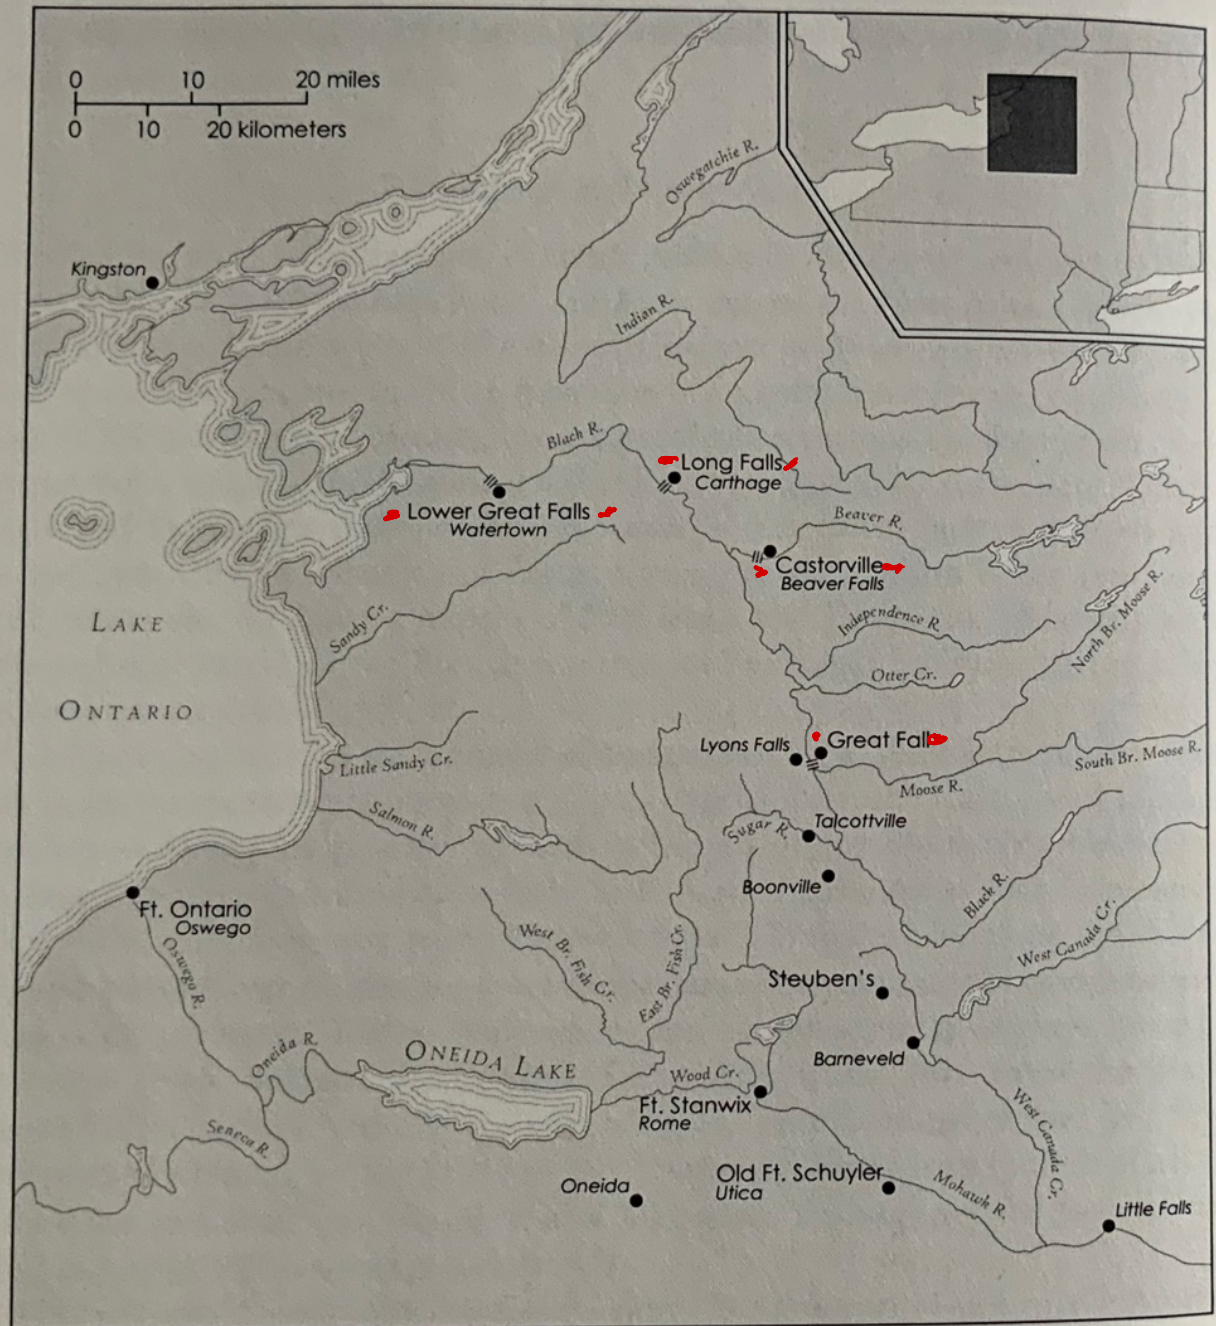 0 10 20 miles
0 10 20 kilometers
Oswegatchie R.
Kingston
Indian R.
Black R.
Long Falls
Carthage
Lower Great Falls
Watertown
Beaver R.
Castorville
Beaver Falls
Sandy Cr.
Independence R.
North Br. Moose R.
LAKE
ONTARIO
Otter Cr.
Lyons Falls
Great Fall
Little Sandy Cr.
South Br. Moose R.
Moose R.
Salmon R.
Sugar R.
Talcottville
Boonville
Black R.
Ft. Ontario
Oswego
West Br. Fish Cr.
East Br. Fish Cr.
West Canada Cr.
Oswego R.
Steuben's
Oneida R.
ONEIDA LAKE
Barneveld
Wood Cr.
Ft. Stanwix
Rome
West Canada Cr.
Seneca R.
Old Ft. Schuyler
Utica
Oneida
Mohawk R.
Little Falls